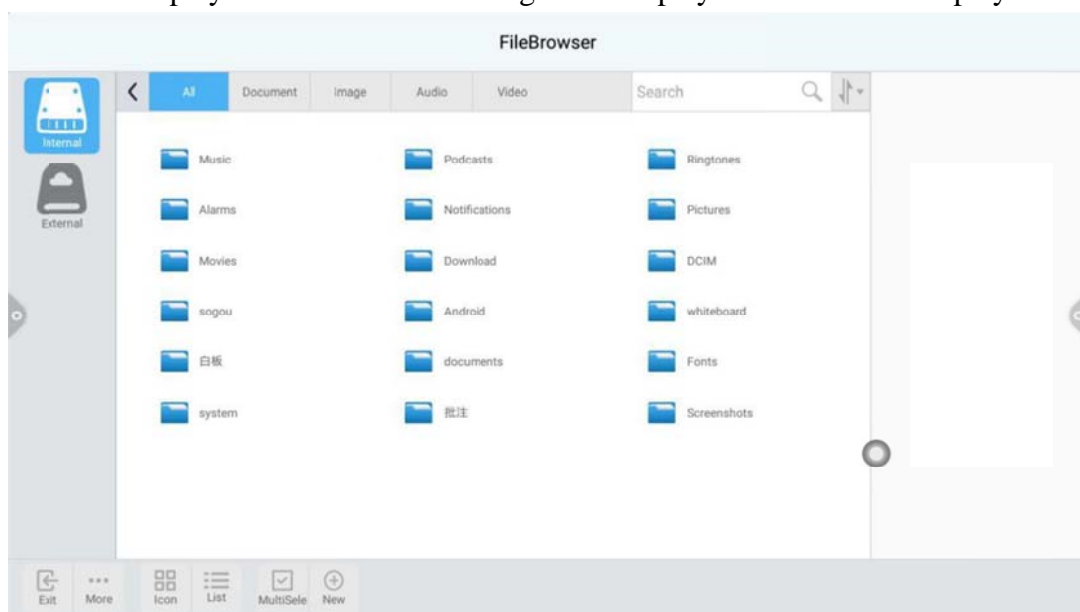 FileBrowser
All Document Image Audio Video Search
Internal
External
Music Podcasts Ringtones
Alarms Notifications Pictures
Movies Download DCIM
sogou Android whiteboard
白板 documents Fonts
system 批注 Screenshots
Exit More Icon List MultiSele New